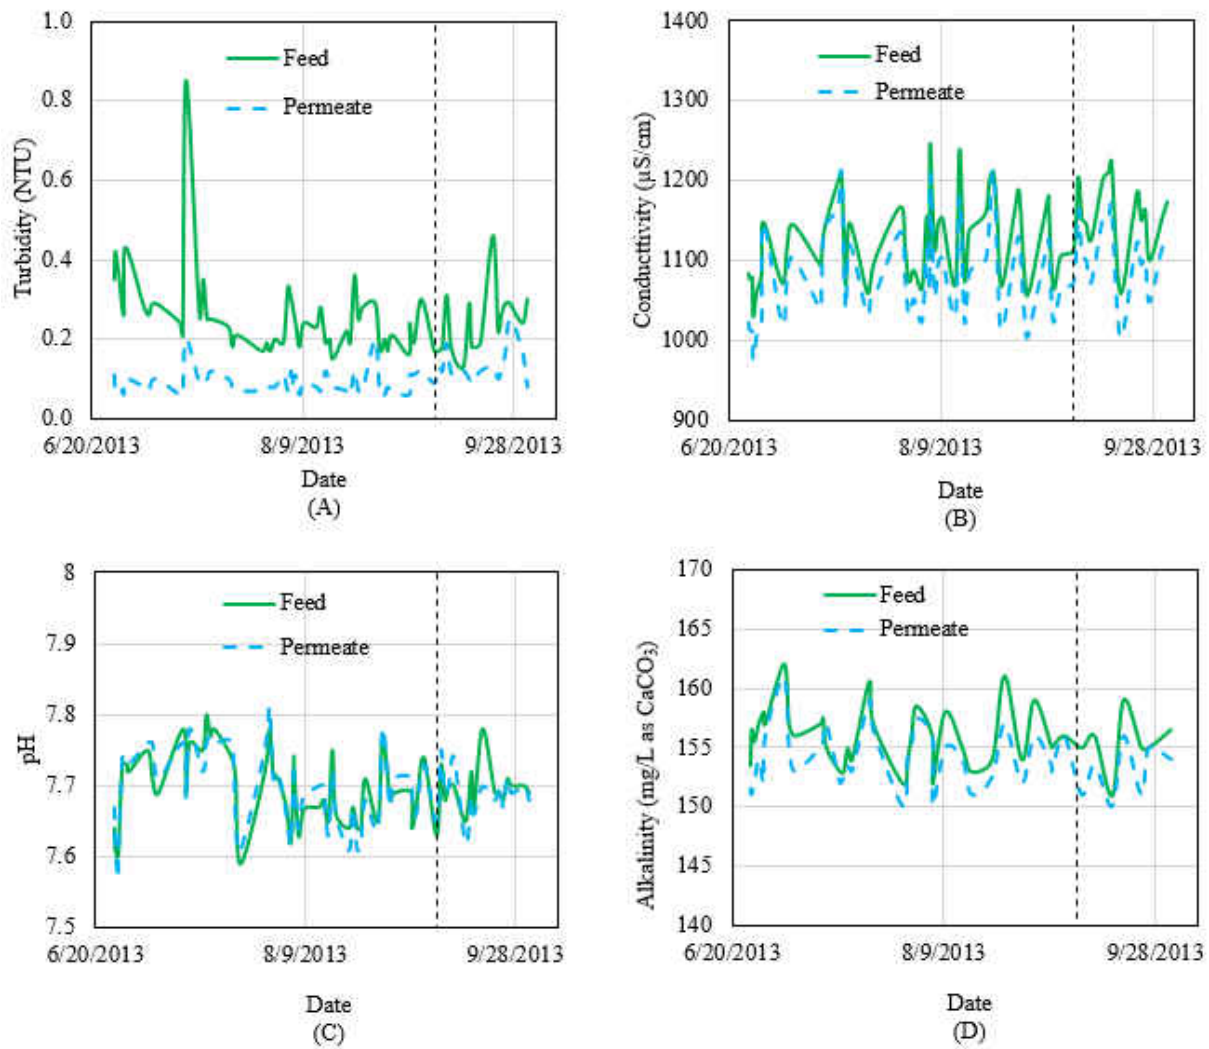 1.0
0.8
0.6
0.4
0.2
0.0
Turbidity (NTU)
Feed
Permeate
6/20/2013 8/9/2013 9/28/2013
Date
(A)
1400
1300
1200
1100
1000
900
Conducttivity (µS/cm)
Feed
Permeate
6/20/2013 8/9/2013 9/28/2013
Date
(B)
8
7.9
7.8
7.7
7.6
7.5
pH
Feed
Permeate
6/20/2013 8/9/2013 9/28/2013
Date
(C)
170
165
160
155
150
145
140
Alkalinity (mg/L as CaCO₃)
Feed
Permeate
6/20/2013 8/9/2013 9/28/2013
Date
(D)